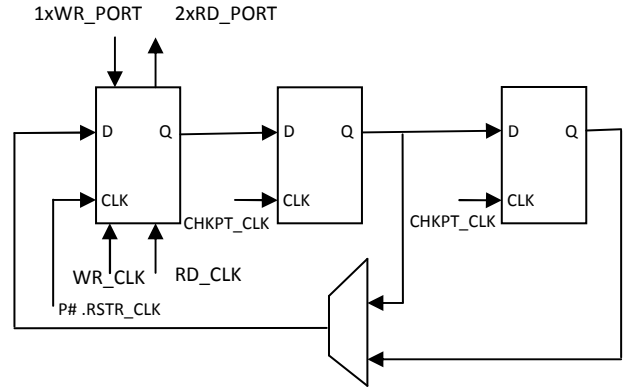 1xWR_PORT 2xRD_PORT
D Q D Q D Q
CLK CLK CLK
CHKPT_CLK CHKPT_CLK
WR_CLK RD_CLK
P# .RSTR_CLK